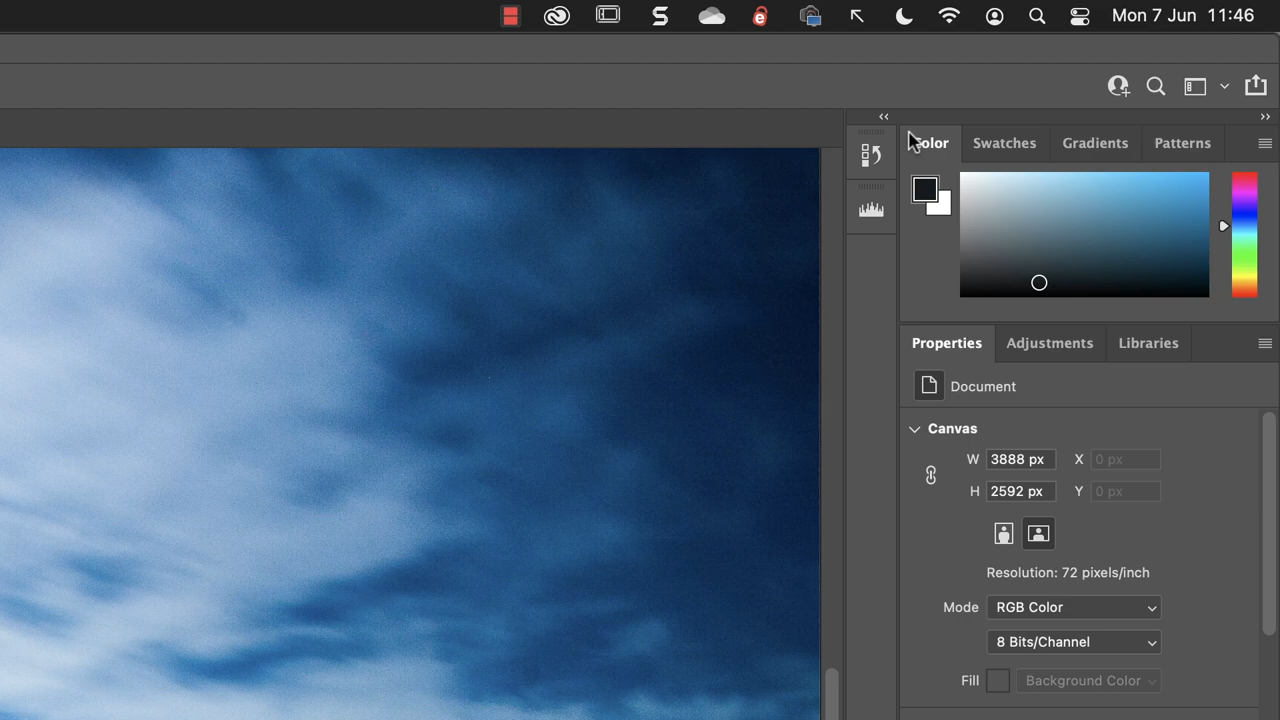 Mon 7 Jun 11:46
Color Swatches Gradients Patterns
Properties Adjustments Libraries
Document
Canvas
W 3888 px X 0 px
H 2592 px Y 0 px
Resolution: 72 pixels/inch
Mode RGB Color
8 Bits/Channel
Fill Background Color